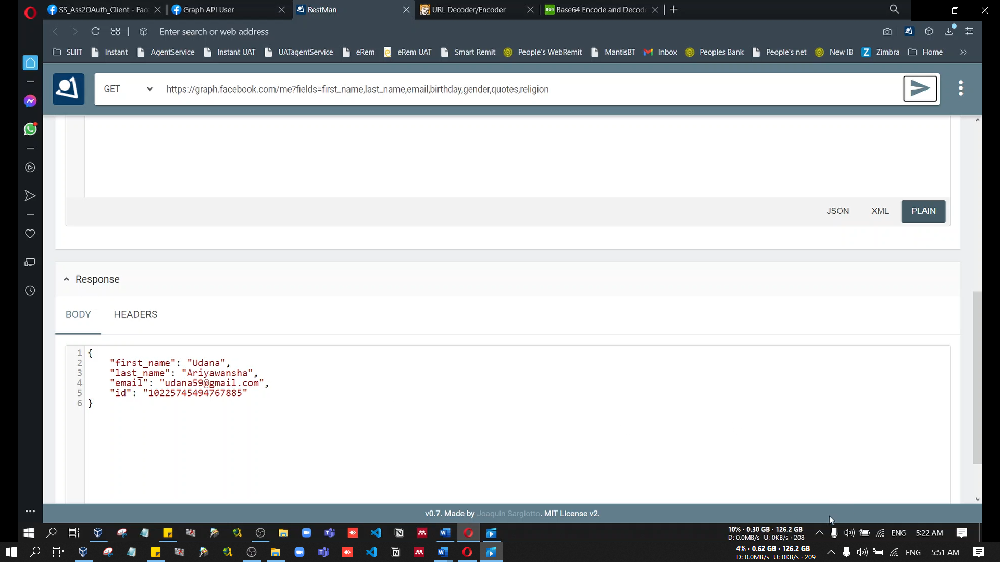 SS_Ass2OAuth_Client - Fac
Graph API User
RestMan
URL Decoder/Encoder
B64 Base64 Encode and Decode
Enter search or web address
SLIIT
Instant
AgentService
Instant UAT
UATagentService
eRem
eRem UAT
Smart Remit
People's WebRemit
MantisBT
Inbox
Peoples Bank
People's net
New IB
Z Zimbra
Home
GET
https://graph.facebook.com/me?fields=first_name,last_name,email,birthday,gender,quotes,religion
JSON
XML
PLAIN
Response
BODY
HEADERS
1 {
2 "first_name": "Udana",
3 "last_name": "Ariyawansha",
4 "email": "udana59@gmail.com",
5 "id": "10225745494767885"
6 }
v0.7. Made by Joaquin Sargiotto. MIT License v2.
10% · 0.30 GB · 126.2 GB
D: 0.0MB/s U: 0KB/s · 208
ENG
5:22 AM
4% · 0.62 GB · 126.2 GB
D: 0.0MB/s U: 0KB/s · 209
ENG
5:51 AM